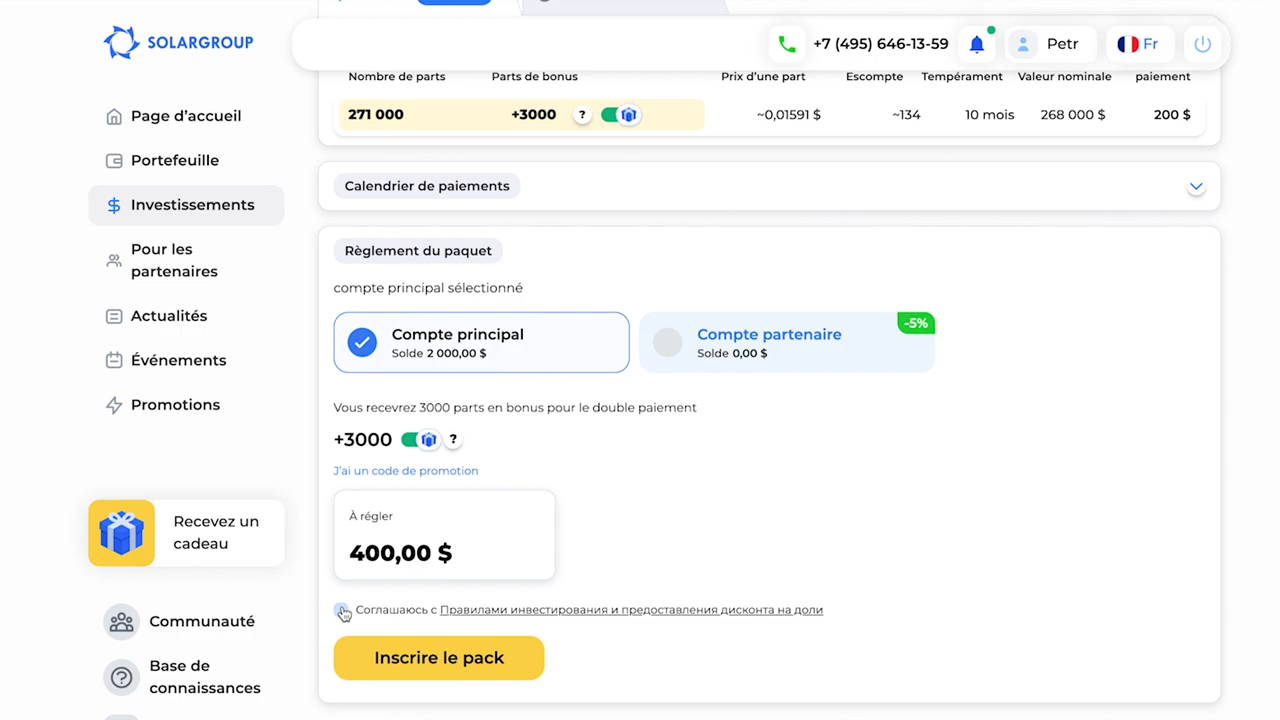 SOLARGROUP
+7 (495) 646-13-59
Petr
Fr
Page d’accueil
Portefeuille
Investissements
Pour les
partenaires
Actualités
Événements
Promotions
Recevez un
cadeau
Communauté
Base de
connaissances
Nombre de parts Parts de bonus Prix d’une part Escompte Tempérament Valeur nominale paiement
271 000 +3000 ? ~0,01591 $ ~134 10 mois 268 000 $ 200 $
Calendrier de paiements
Règlement du paquet
compte principal sélectionné
Compte principal
Solde 2 000,00 $
Compte partenaire
Solde 0,00 $
-5%
Vous recevrez 3000 parts en bonus pour le double paiement
+3000 ?
J’ai un code de promotion
À régler
400,00 $
Соглашаюсь с Правилами инвестирования и предоставления дисконта на доли
Inscrire le pack